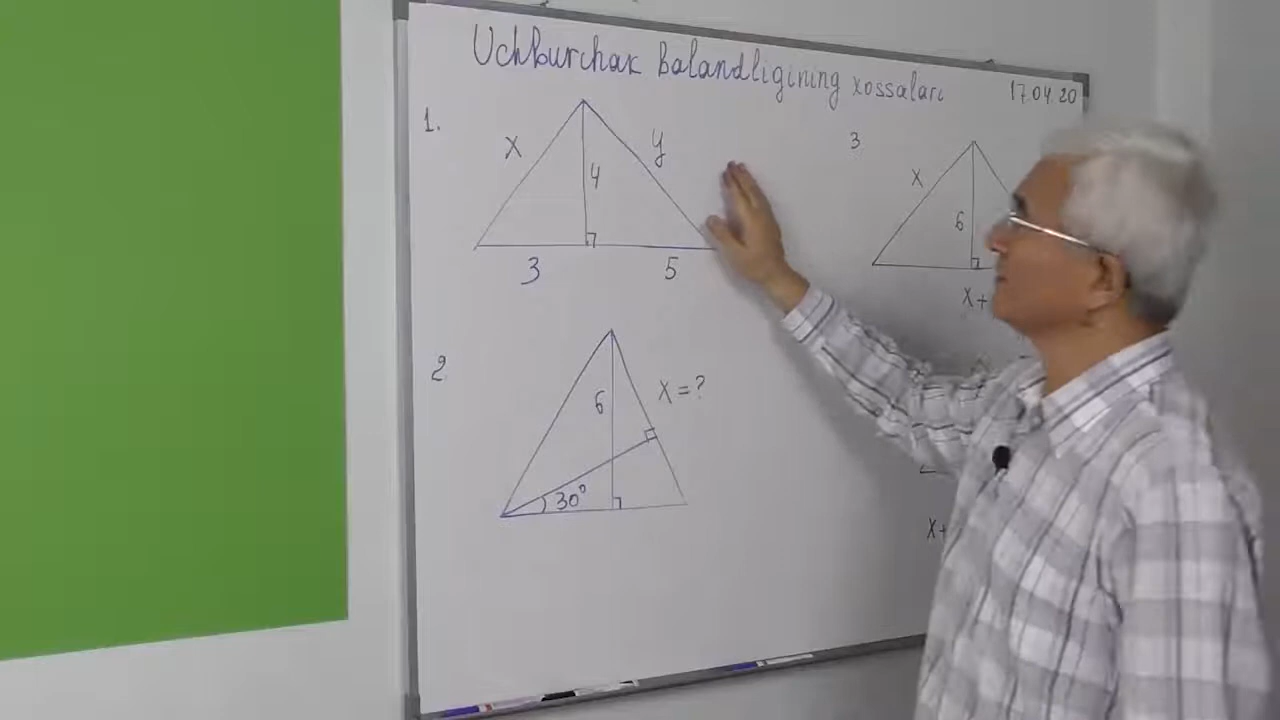 Uchburchak balandligining xossalari
17.04.20
1.
x
4
y
3
5
2
6
x = ?
30°
3
x
6
x+
x+